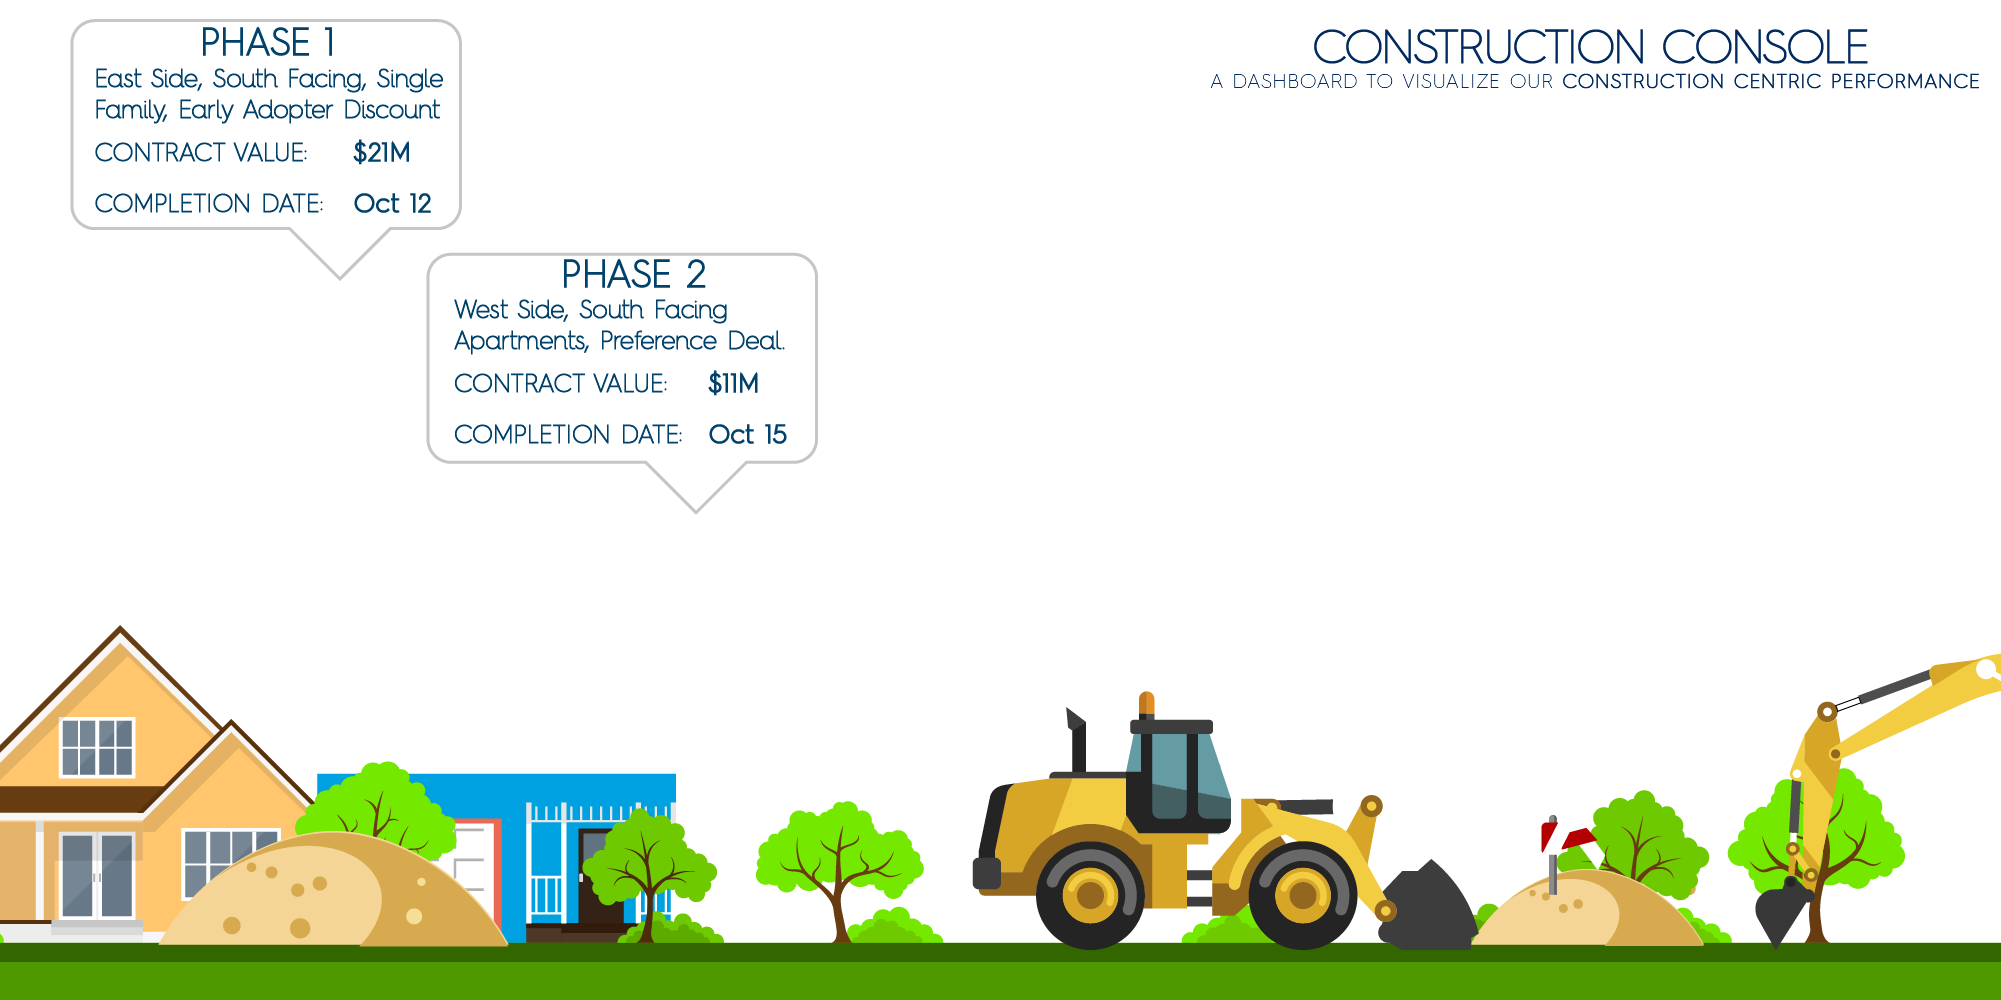 PHASE 1
East Side, South Facing, Single
Family, Early Adopter Discount
CONTRACT VALUE: $21M
COMPLETION DATE: Oct 12
PHASE 2
West Side, South Facing
Apartments, Preference Deal.
CONTRACT VALUE: $11M
COMPLETION DATE: Oct 15
CONSTRUCTION CONSOLE
A DASHBOARD TO VISUALIZE OUR CONSTRUCTION CENTRIC PERFORMANCE